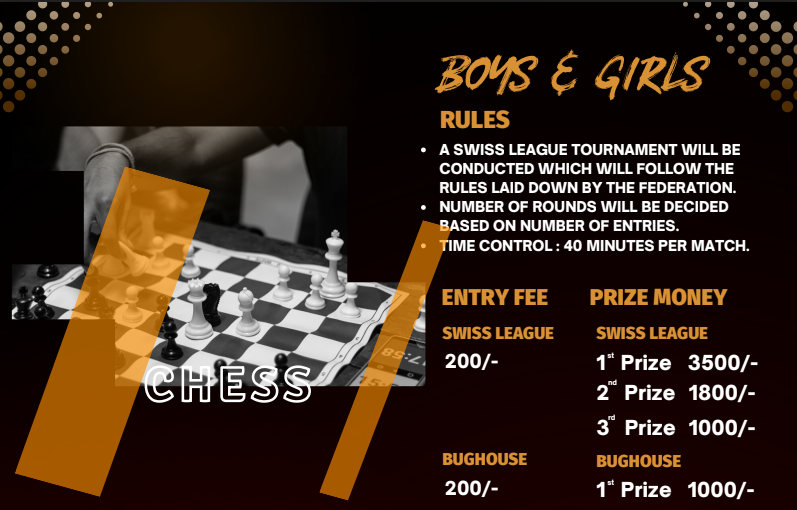 BOYS & GIRLS
RULES
• A SWISS LEAGUE TOURNAMENT WILL BE
CONDUCTED WHICH WILL FOLLOW THE
RULES LAID DOWN BY THE FEDERATION.
• NUMBER OF ROUNDS WILL BE DECIDED
BASED ON NUMBER OF ENTRIES.
• TIME CONTROL : 40 MINUTES PER MATCH.
CHESS
ENTRY FEE PRIZE MONEY
SWISS LEAGUE SWISS LEAGUE
200/- 1st Prize 3500/-
2nd Prize 1800/-
3rd Prize 1000/-
BUGHOUSE BUGHOUSE
200/- 1st Prize 1000/-